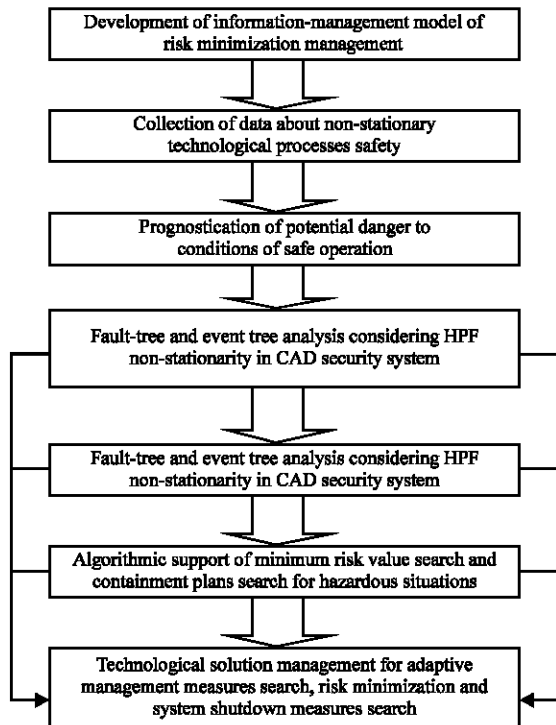 Development of information-management model of
risk minimization management
Collection of data about non-stationary
technological processes safety
Prognostication of potential danger to
conditions of safe operation
Fault-tree and event tree analysis considering HPF
non-stationarity in CAD security system
Fault-tree and event tree analysis considering HPF
non-stationarity in CAD security system
Algorithmic support of minimum risk value search and
containment plans search for hazardous situations
Technological solution management for adaptive
management measures search, risk minimization and
system shutdown measures search